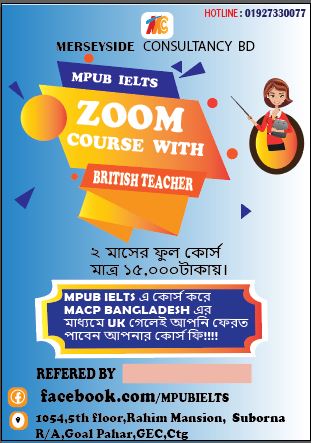 HOTLINE : 01927330077
MERSEYSIDE CONSULTANCY BD
MPUB IELTS
ZOOM
COURSE WITH
BRITISH TEACHER
২ মাসের ফুল কোর্স
মাত্র ১৫,০০০টাকায়।
MPUB IELTS এ কোর্স করে
MACP BANGLADESH এর
মাধ্যমে UK গেলেই আপনি ফেরত
পাবেন আপনার কোর্স ফি!!!!
REFERED BY
facebook.com/MPUBIELTS
1054,5th floor,Rahim Mansion, Suborna
R/A,Goal Pahar,GEC,Ctg